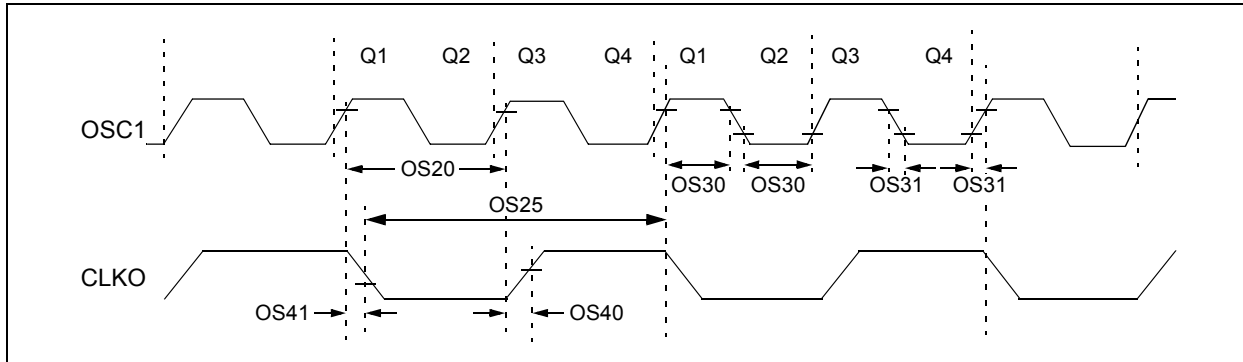 Q1 Q2 Q3 Q4 Q1 Q2 Q3 Q4
OSC1
OS20
OS30 OS30 OS31 OS31
OS25
CLKO
OS41 OS40